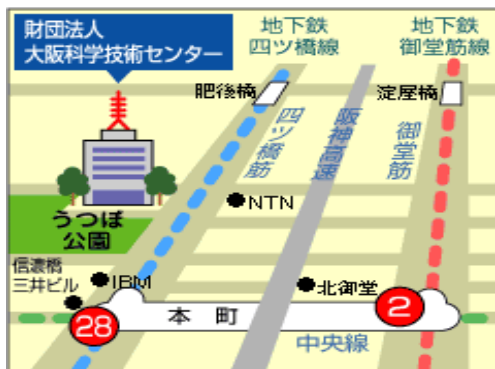 財団法人
大阪科学技術センター
地下鉄
四ツ橋線
地下鉄
御堂筋線
肥後橋
淀屋橋
四ツ橋筋
阪神高速
御堂筋
NTN
うつぼ
公園
信濃橋
三井ビル
IBM
北御堂
28
本町
2
中央線